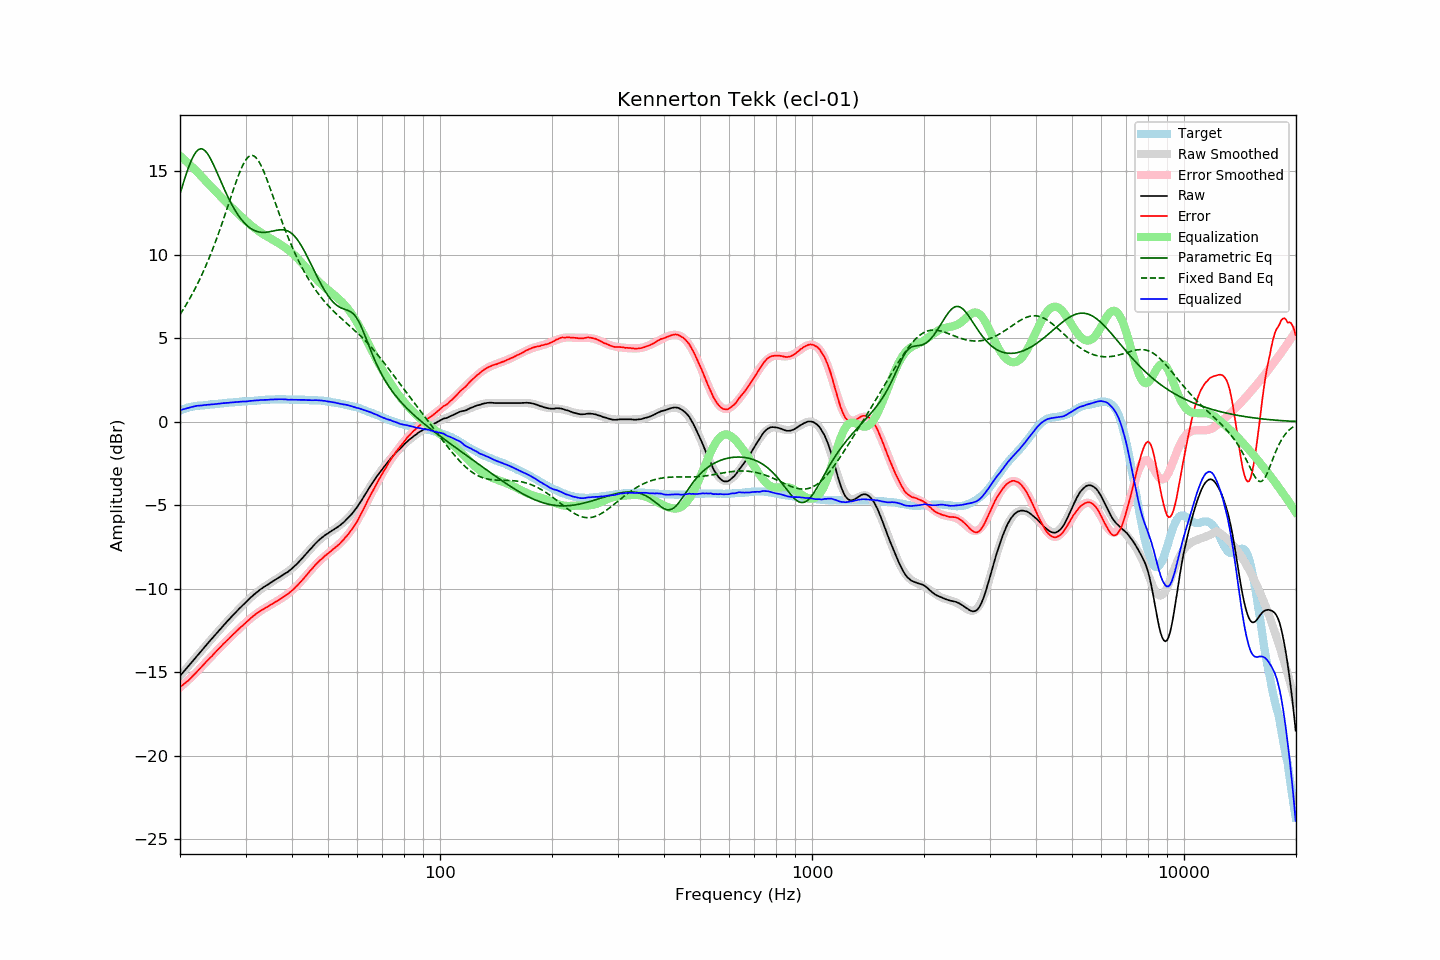 Kennerton Tekk (ecl-01)
Target
Raw Smoothed
Error Smoothed
Raw
Error
Equalization
Parametric Eq
Fixed Band Eq
Equalized
15
10
5
0
−5
−10
−15
−20
−25
Amplitude (dBr)
100
1000
10000
Frequency (Hz)